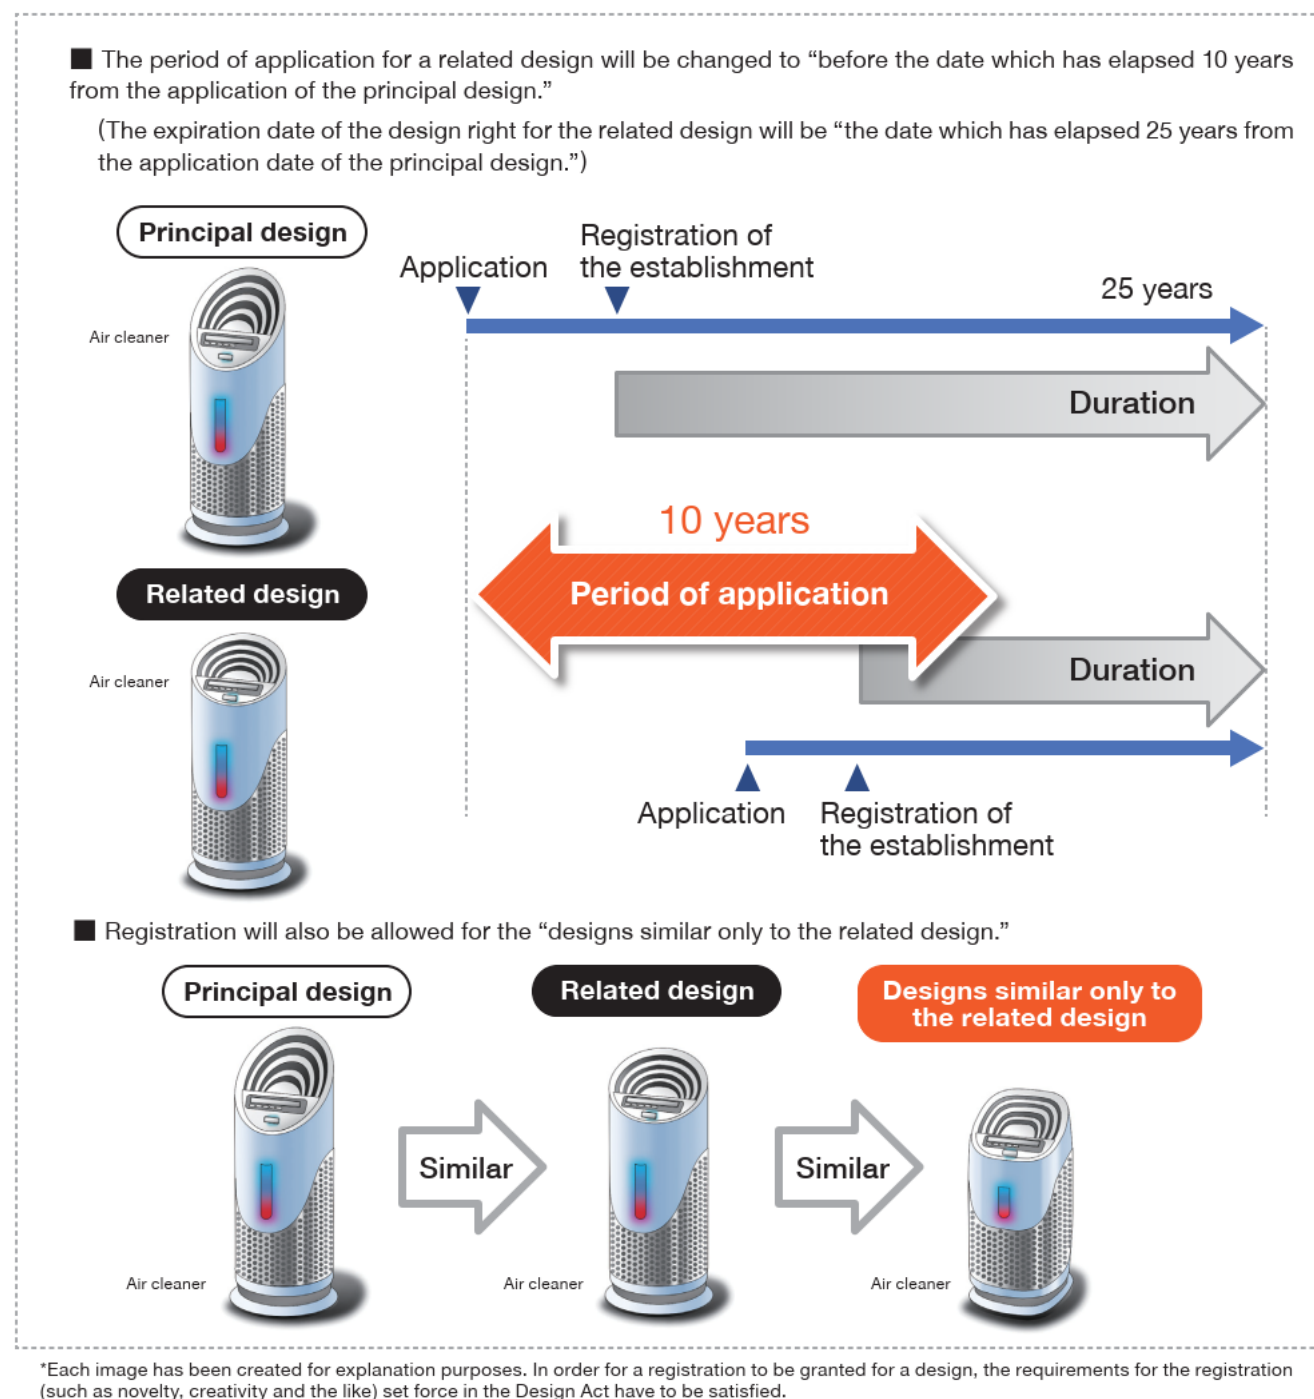 ■ The period of application for a related design will be changed to “before the date which has elapsed 10 years
from the application of the principal design.”
(The expiration date of the design right for the related design will be “the date which has elapsed 25 years from
the application date of the principal design.”)
Principal design
Air cleaner
Application
Registration of
the establishment
25 years
Duration
10 years
Period of application
Related design
Air cleaner
Duration
Application
Registration of
the establishment
■ Registration will also be allowed for the “designs similar only to the related design.”
Principal design
Related design
Designs similar only to
the related design
Similar
Similar
Air cleaner
Air cleaner
Air cleaner
*Each image has been created for explanation purposes. In order for a registration to be granted for a design, the requirements for the registration
(such as novelty, creativity and the like) set force in the Design Act have to be satisfied.